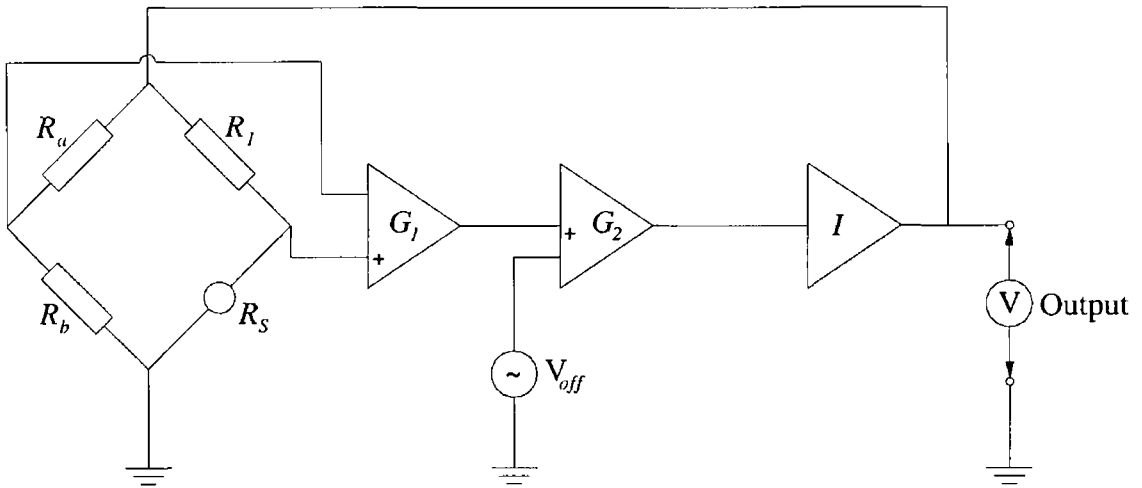 R_a
R_1
G_1
+
G_2
+
I
R_b
R_S
V
Output
~
V_off